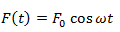 F(t) = F₀ cos ωt